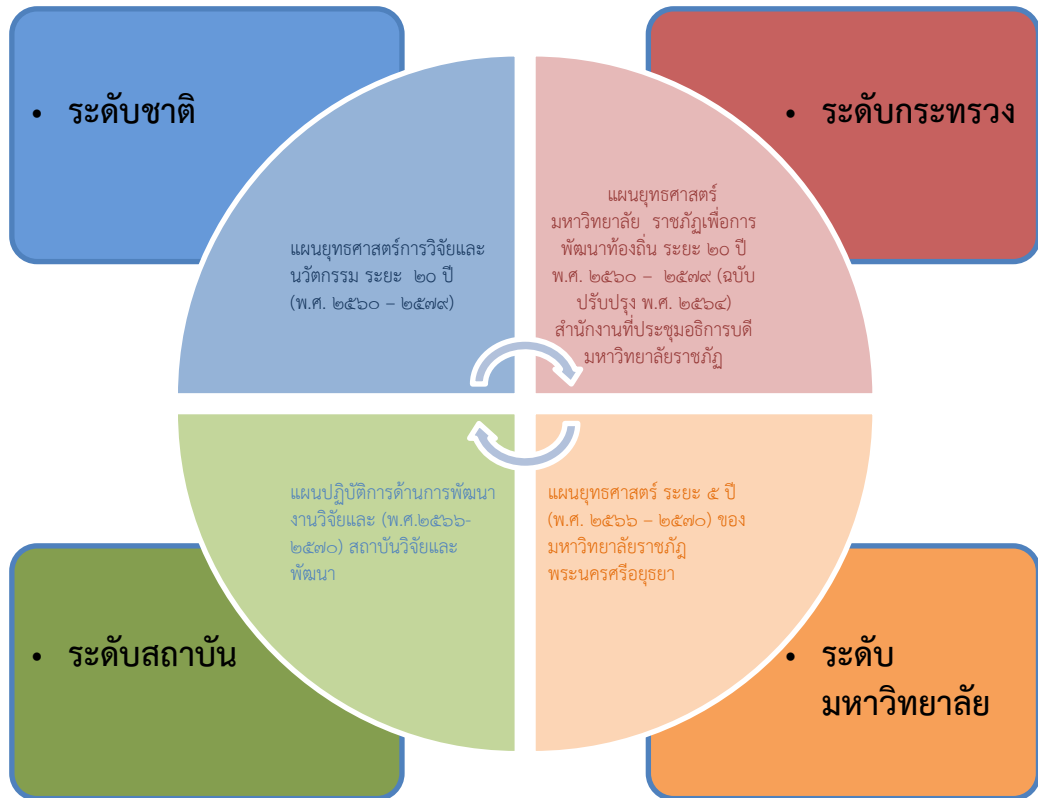 • ระดับชาติ
• ระดับกระทรวง
แผนยุทธศาสตร์การวิจัยและ
นวัตกรรม ระยะ ๒๐ ปี
(พ.ศ. ๒๕๖๐ – ๒๕๗๙)
แผนยุทธศาสตร์
มหาวิทยาลัย ราชภัฏเพื่อการ
พัฒนาท้องถิ่น ระยะ ๒๐ ปี
พ.ศ. ๒๕๖๐ – ๒๕๗๙ (ฉบับ
ปรับปรุง พ.ศ. ๒๕๖๔)
สำนักงานที่ประชุมอธิการบดี
มหาวิทยาลัยราชภัฏ
แผนปฏิบัติการด้านการพัฒนา
งานวิจัยและ (พ.ศ.๒๕๖๖-
๒๕๗๐) สถาบันวิจัยและ
พัฒนา
แผนยุทธศาสตร์ ระยะ ๕ ปี
(พ.ศ. ๒๕๖๖ – ๒๕๗๐) ของ
มหาวิทยาลัยราชภัฎ
พระนครศรีอยุธยา
• ระดับสถาบัน
• ระดับ
มหาวิทยาลัย